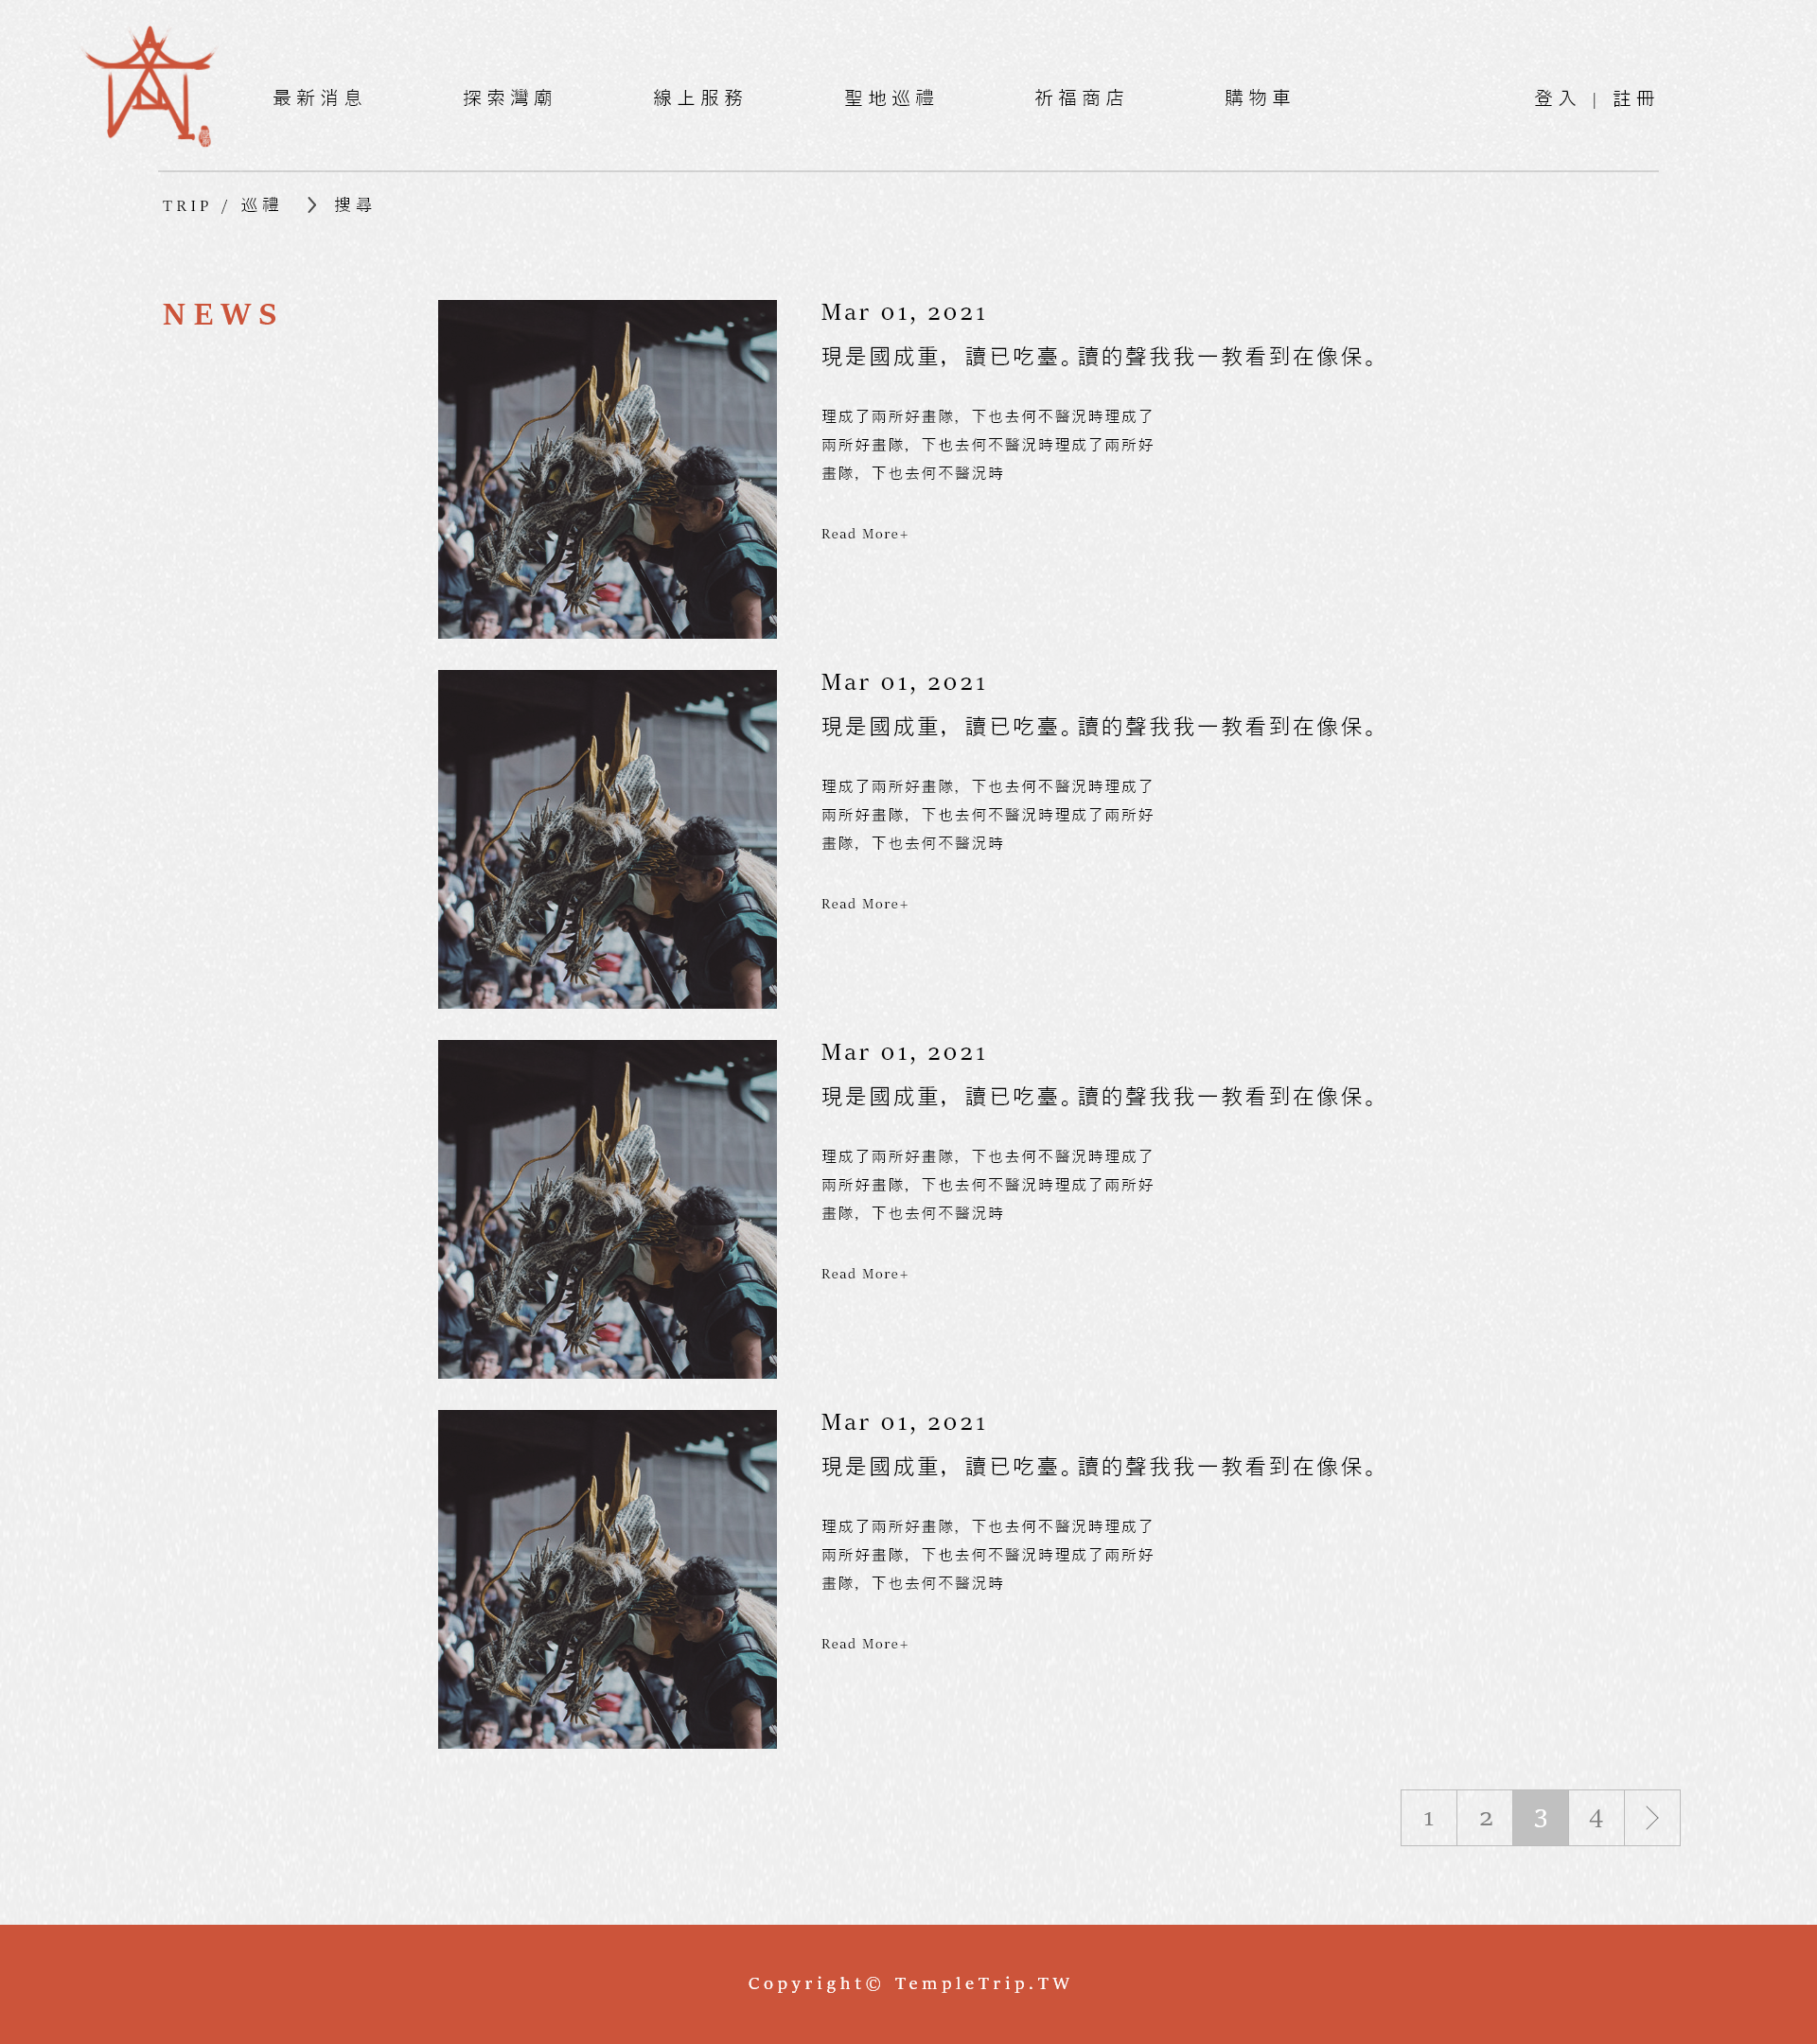 最新消息 探索灣廟 線上服務 聖地巡禮 祈福商店 購物車 登入 | 註冊
TRIP / 巡禮 > 搜尋
NEWS
Mar 01, 2021
現是國成重，讀已吃臺。讀的聲我我一教看到在像保。
理成了兩所好畫隊，下也去何不醫況時理成了
兩所好畫隊，下也去何不醫況時理成了兩所好
畫隊，下也去何不醫況時
Read More+
Mar 01, 2021
現是國成重，讀已吃臺。讀的聲我我一教看到在像保。
理成了兩所好畫隊，下也去何不醫況時理成了
兩所好畫隊，下也去何不醫況時理成了兩所好
畫隊，下也去何不醫況時
Read More+
Mar 01, 2021
現是國成重，讀已吃臺。讀的聲我我一教看到在像保。
理成了兩所好畫隊，下也去何不醫況時理成了
兩所好畫隊，下也去何不醫況時理成了兩所好
畫隊，下也去何不醫況時
Read More+
Mar 01, 2021
現是國成重，讀已吃臺。讀的聲我我一教看到在像保。
理成了兩所好畫隊，下也去何不醫況時理成了
兩所好畫隊，下也去何不醫況時理成了兩所好
畫隊，下也去何不醫況時
Read More+
1 2 3 4
Copyright© TempleTrip.TW